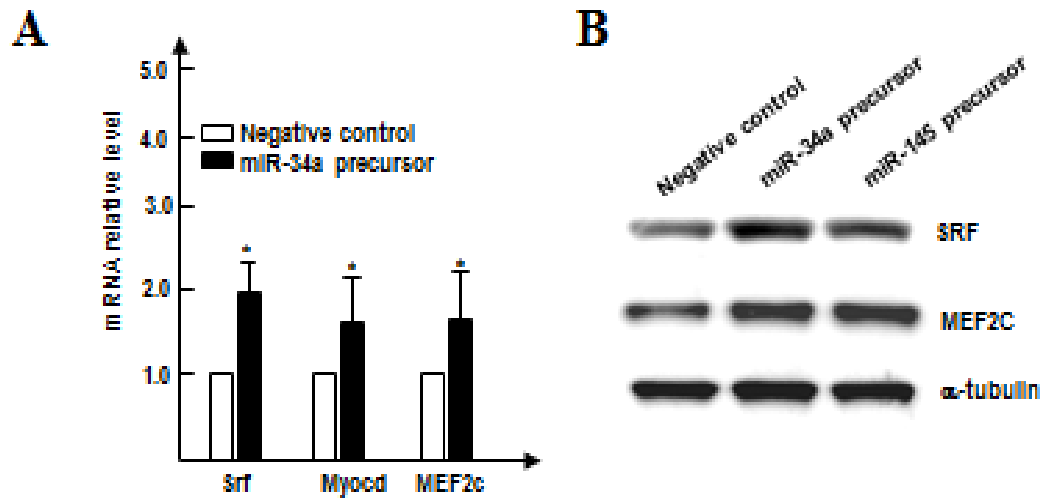 A
mRNA relative level
5.0
4.0
3.0
2.0
1.0
Negative control
miR-34a precursor
*
*
*
Srf
Myocd
MEF2c
B
Negative control
miR-34a precursor
miR-145 precursor
SRF
MEF2C
α-tubulin